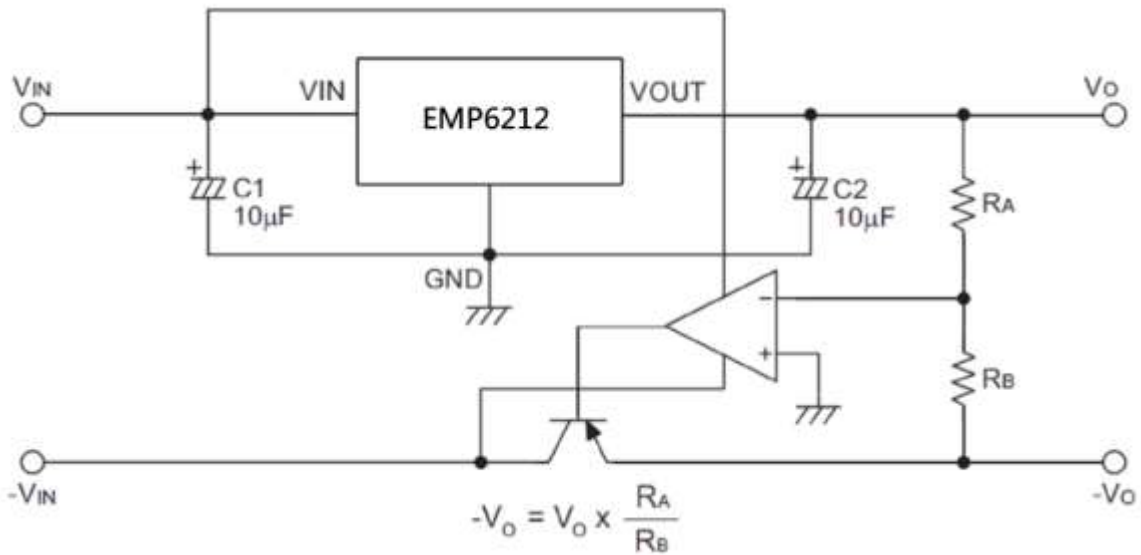 VIN
VIN
EMP6212
VOUT
VO
+
C1
10μF
+
C2
10μF
RA
GND
−
+
RB
-VIN
-VO
-VO = VO x RA
RB